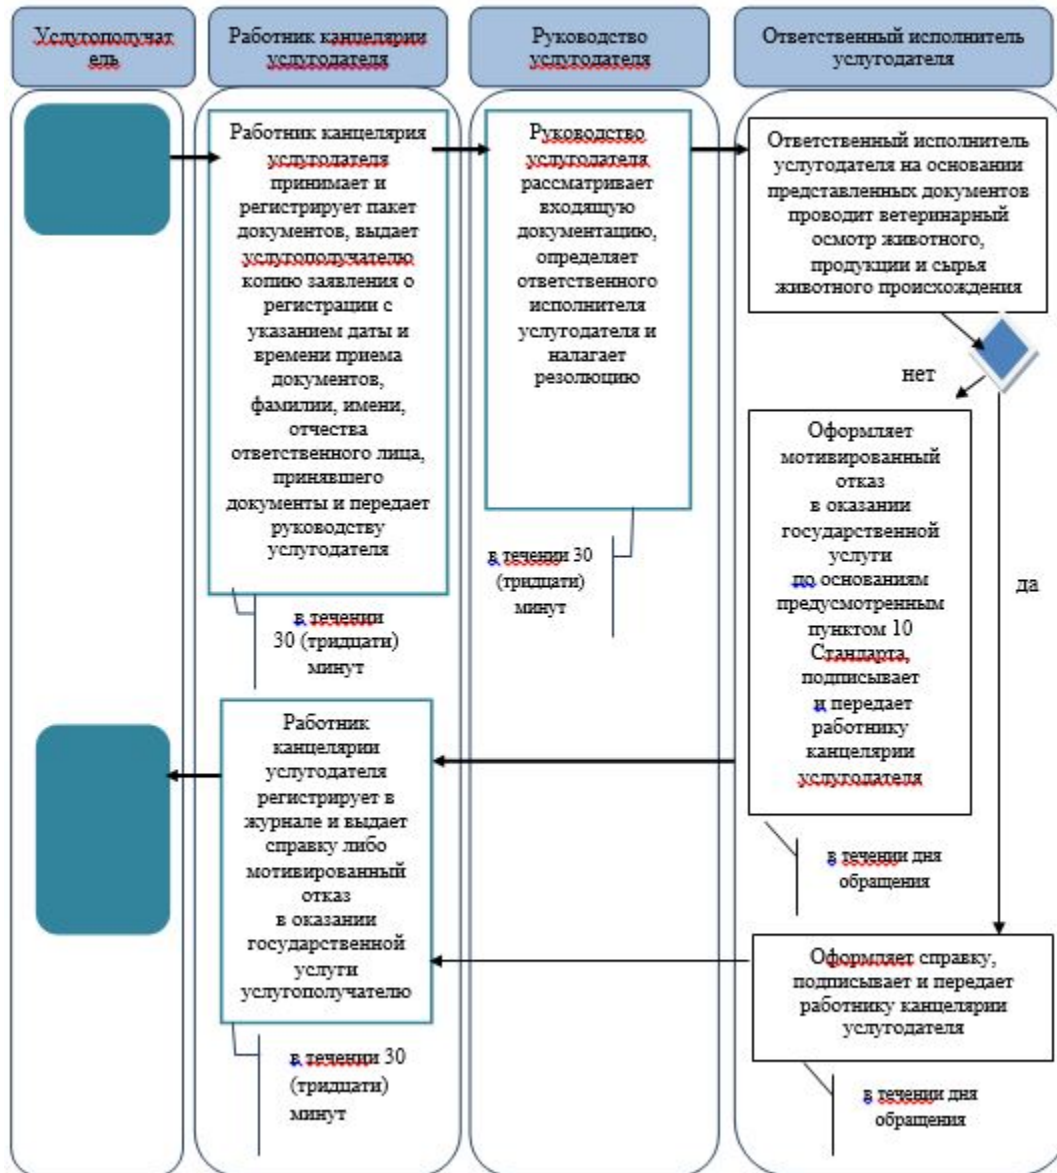 Услугополучат
ель
Работник канцелярии
услугодателя
Руководство
услугодателя
Ответственный исполнитель
услугодателя
Работник канцелярия
услугодателя
принимает и
регистрирует пакет
документов, выдает
услугополучателю
копию заявления о
регистрации с
указанием даты и
времени приема
документов,
фамилии, имени,
отчества
ответственного лица,
принявшего
документы и передает
руководству
услугодателя
Руководство
услугодателя
рассматривает
входящую
документацию,
определяет
ответственного
исполнителя
услугодателя и
налагает
резолюцию
Ответственный исполнитель
услугодателя на основании
представленных документов
проводит ветеринарный
осмотр животного,
продукции и сырья
животного происхождения
нет
да
Оформляет
мотивированный
отказ
в оказании
государственной
услуги
по основаниям
предусмотренным
пунктом 10
Стандарта,
подписывает
и передает
работнику
канцелярии
услугодателя
в течении
30 (тридцати)
минут
в течении 30
(тридцати)
минут
Работник
канцелярии
услугодателя
регистрирует в
журнале и выдает
справку либо
мотивированный
отказ
в оказании
государственной
услуги
услугополучателю
в течении дня
обращения
Оформляет справку,
подписывает и передает
работнику канцелярии
услугодателя
в течении 30
(тридцати)
минут
в течении дня
обращения